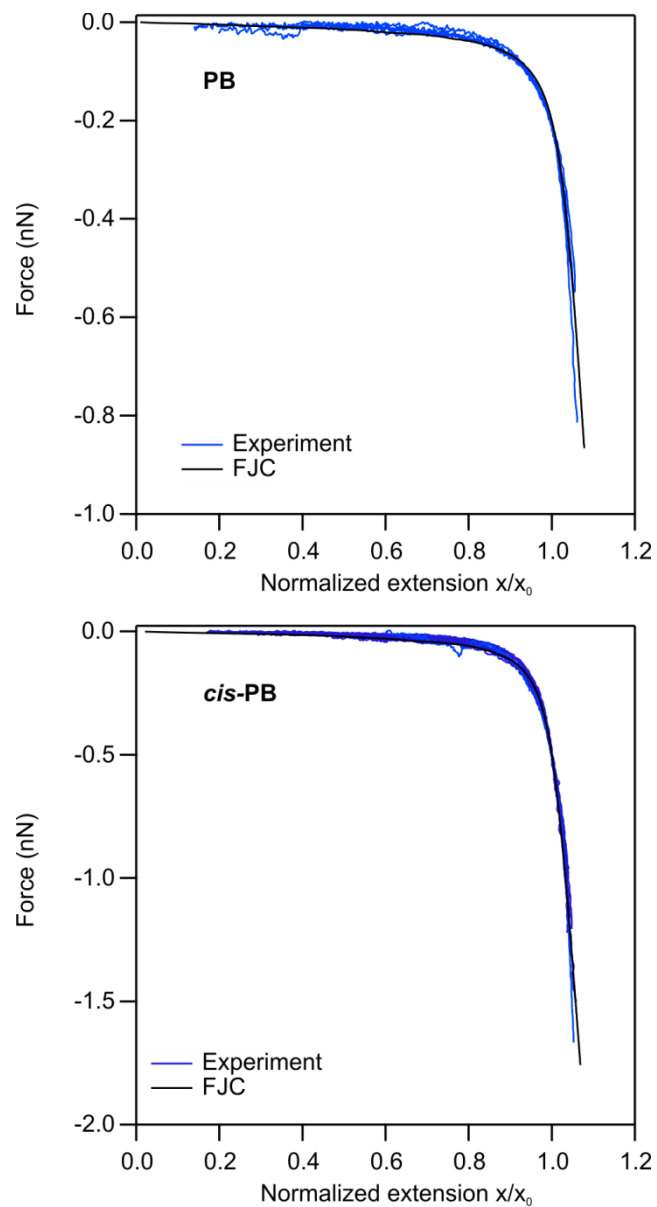 0.0
PB
-0.2
-0.4
Force (nN)
-0.6
-0.8
Experiment
FJC
-1.0
0.0 0.2 0.4 0.6 0.8 1.0 1.2
Normalized extension x/x₀
0.0
cis-PB
-0.5
Force (nN)
-1.0
-1.5
Experiment
FJC
-2.0
0.0 0.2 0.4 0.6 0.8 1.0 1.2
Normalized extension x/x₀